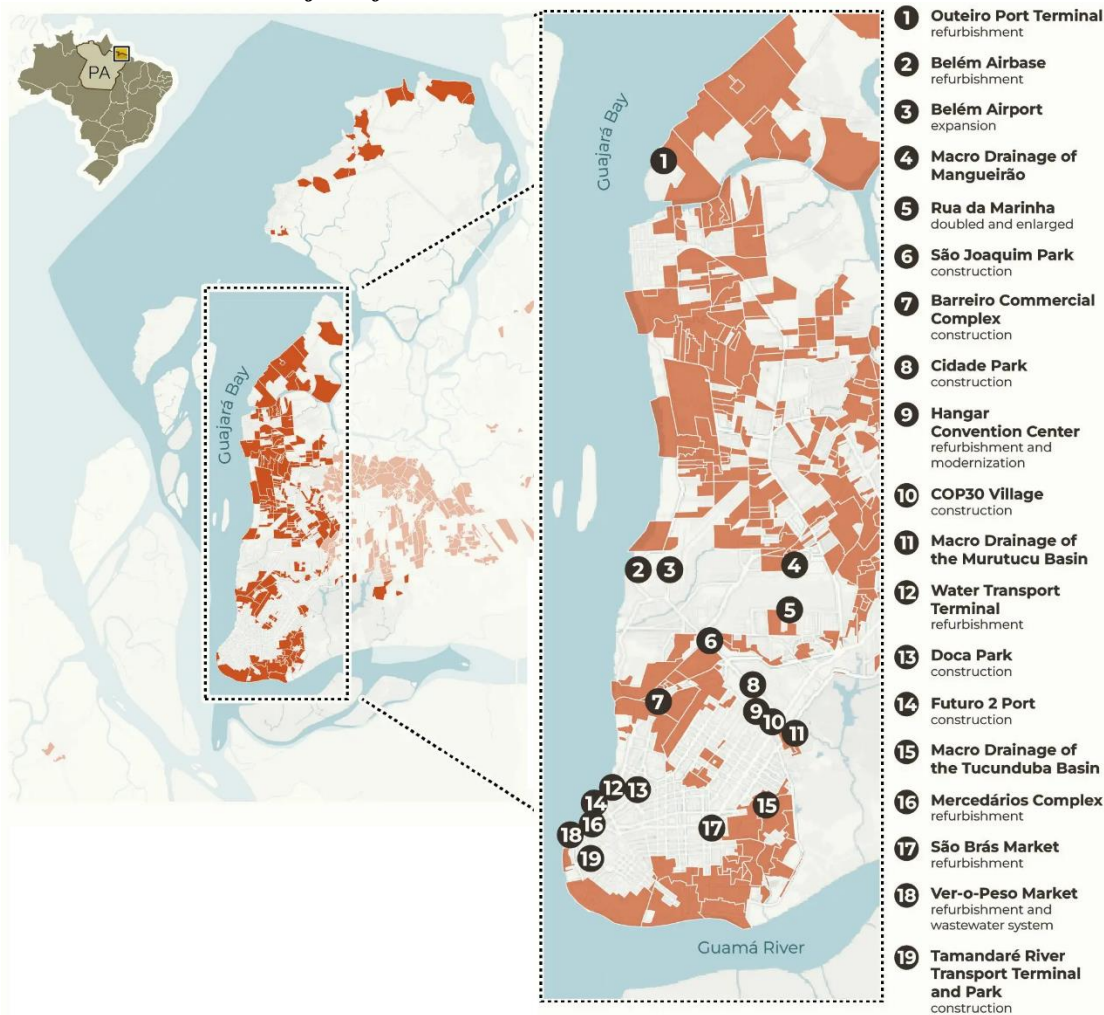 PA
Guajará Bay
Guajará Bay
Guamá River
1
2
3
4
5
6
7
8
9
10
11
12
13
14
15
16
17
18
19
1 Outeiro Port Terminal
refurbishment
2 Belém Airbase
refurbishment
3 Belém Airport
expansion
4 Macro Drainage of
Mangueirão
5 Rua da Marinha
doubled and enlarged
6 São Joaquim Park
construction
7 Barreiro Commercial
Complex
construction
8 Cidade Park
construction
9 Hangar
Convention Center
refurbishment and
modernization
10 COP30 Village
construction
11 Macro Drainage of
the Murutucu Basin
12 Water Transport
Terminal
refurbishment
13 Doca Park
construction
14 Futuro 2 Port
construction
15 Macro Drainage of
the Tucunduba Basin
16 Mercedários Complex
refurbishment
17 São Brás Market
refurbishment
18 Ver-o-Peso Market
refurbishment and
wastewater system
19 Tamandaré River
Transport Terminal
and Park
construction